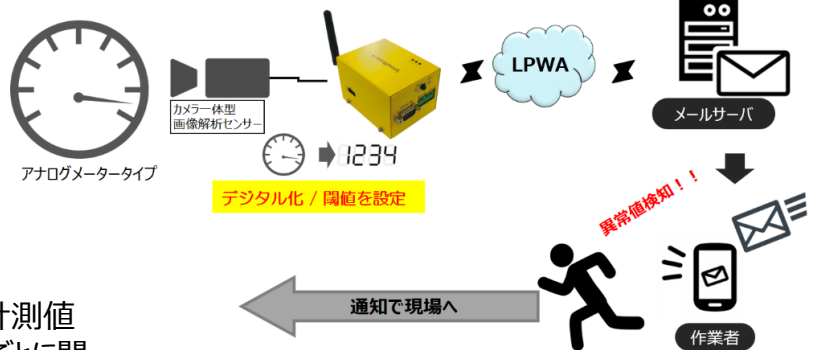 LPWA
カメラ一体型
画像解析センサー
メールサーバ
アナログメータータイプ
1234
デジタル化 / 閾値を設定
異常値検知！！
通知で現場へ
作業者
計測値